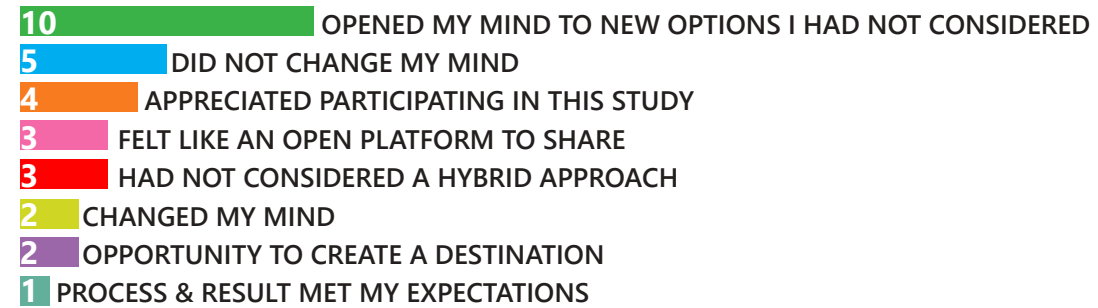 10 OPENED MY MIND TO NEW OPTIONS I HAD NOT CONSIDERED
5 DID NOT CHANGE MY MIND
4 APPRECIATED PARTICIPATING IN THIS STUDY
3 FELT LIKE AN OPEN PLATFORM TO SHARE
3 HAD NOT CONSIDERED A HYBRID APPROACH
2 CHANGED MY MIND
2 OPPORTUNITY TO CREATE A DESTINATION
1 PROCESS & RESULT MET MY EXPECTATIONS